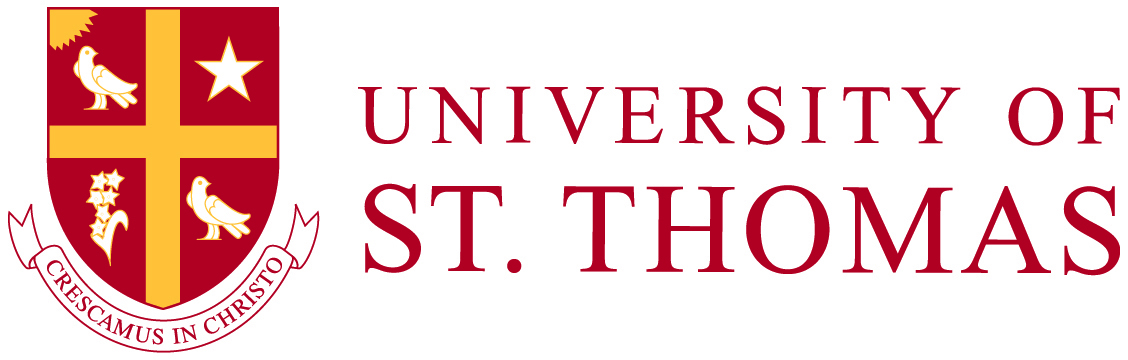 UNIVERSITY OF
ST. THOMAS
CRESCAMUS IN CHRISTO